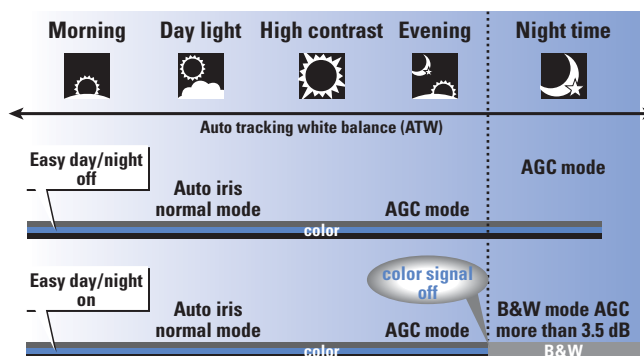 Morning
Day light
High contrast
Evening
Night time
Auto tracking white balance (ATW)
Easy day/night
off
Auto iris
normal mode
AGC mode
AGC mode
color
Easy day/night
on
Auto iris
normal mode
AGC mode
color signal
off
B&W mode AGC
more than 3.5 dB
color
B&W